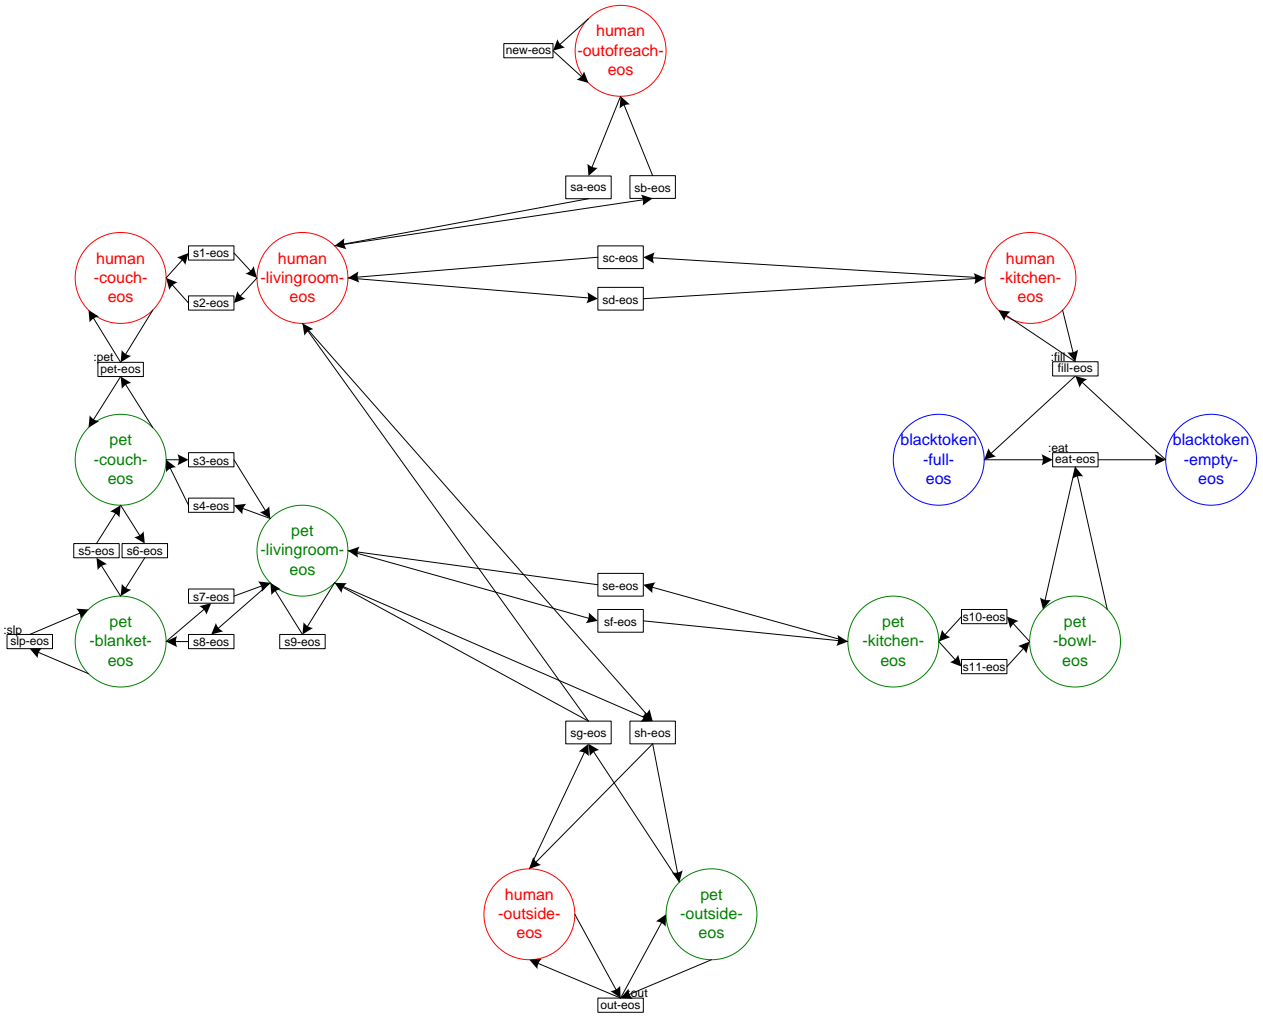 human
-outofreach-
eos
new-eos
sa-eos
sb-eos
human
-couch-
eos
s1-eos
s2-eos
human
-livingroom-
eos
sc-eos
sd-eos
human
-kitchen-
eos
:pet
pet-eos
:fill
fill-eos
pet
-couch-
eos
s3-eos
s4-eos
blacktoken
-full-
eos
:eat
eat-eos
blacktoken
-empty-
eos
s5-eos
s6-eos
pet
-livingroom-
eos
se-eos
sf-eos
:slp
slp-eos
pet
-blanket-
eos
s7-eos
s8-eos
s9-eos
pet
-kitchen-
eos
s10-eos
s11-eos
pet
-bowl-
eos
sg-eos
sh-eos
human
-outside-
eos
pet
-outside-
eos
:out
out-eos